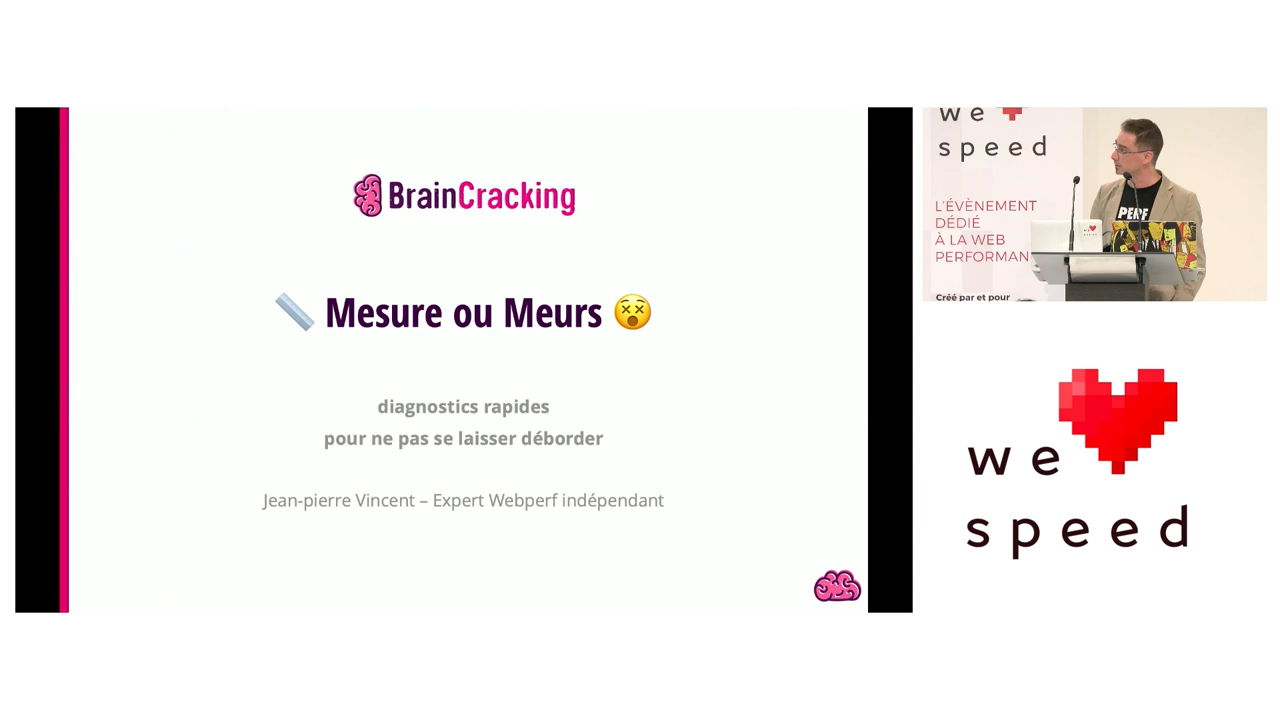 BrainCracking
Mesure ou Meurs
diagnostics rapides
pour ne pas se laisser déborder
Jean-pierre Vincent – Expert Webperf indépendant
we
speed
L'ÉVÈNEMENT
DÉDIÉ
À LA WEB
PERFORMAN
Créé par et pour
PERF
we
speed